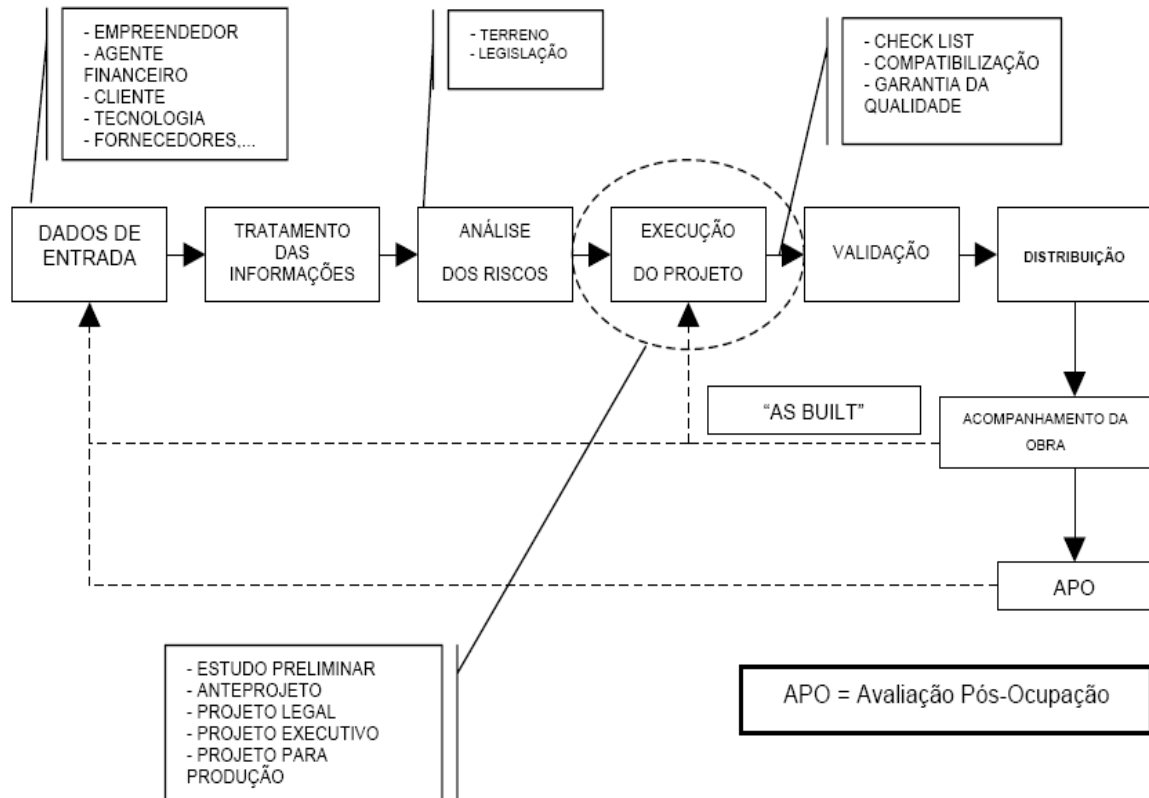 - EMPREENDEDOR
- AGENTE
FINANCEIRO
- CLIENTE
- TECNOLOGIA
- FORNECEDORES,...
- TERRENO
- LEGISLAÇÃO
- CHECK LIST
- COMPATIBILIZAÇÃO
- GARANTIA DA
QUALIDADE
DADOS DE
ENTRADA
TRATAMENTO
DAS
INFORMAÇÕES
ANÁLISE
DOS RISCOS
EXECUÇÃO
DO PROJETO
VALIDAÇÃO
DISTRIBUIÇÃO
"AS BUILT"
ACOMPANHAMENTO DA
OBRA
APO
- ESTUDO PRELIMINAR
- ANTEPROJETO
- PROJETO LEGAL
- PROJETO EXECUTIVO
- PROJETO PARA
PRODUÇÃO
APO = Avaliação Pós-Ocupação